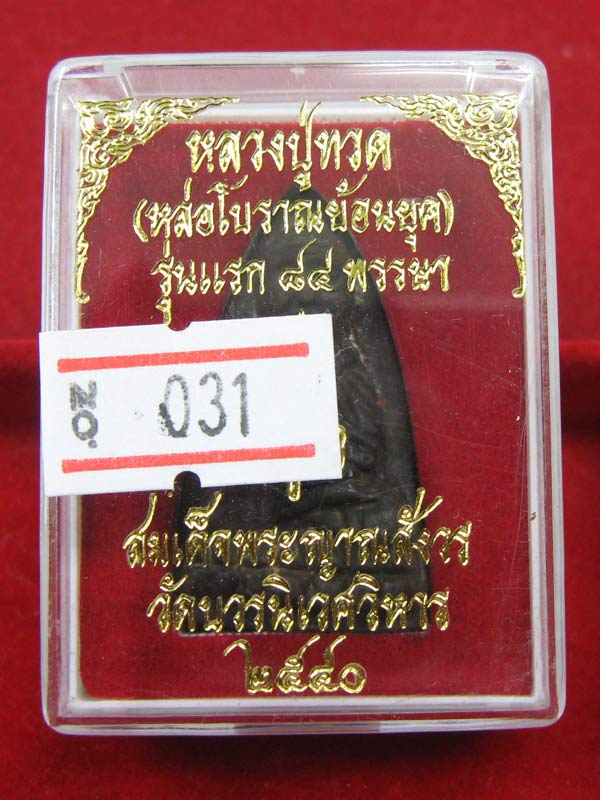 หลวงปู่ทวด
(หล่อโบราณย้อนยุค)
รุ่นแรก ๘๔ พรรษา
No. 031
สมเด็จพระญาณสังวร
วัดบวรนิเวศวิหาร
๒๕๔๐